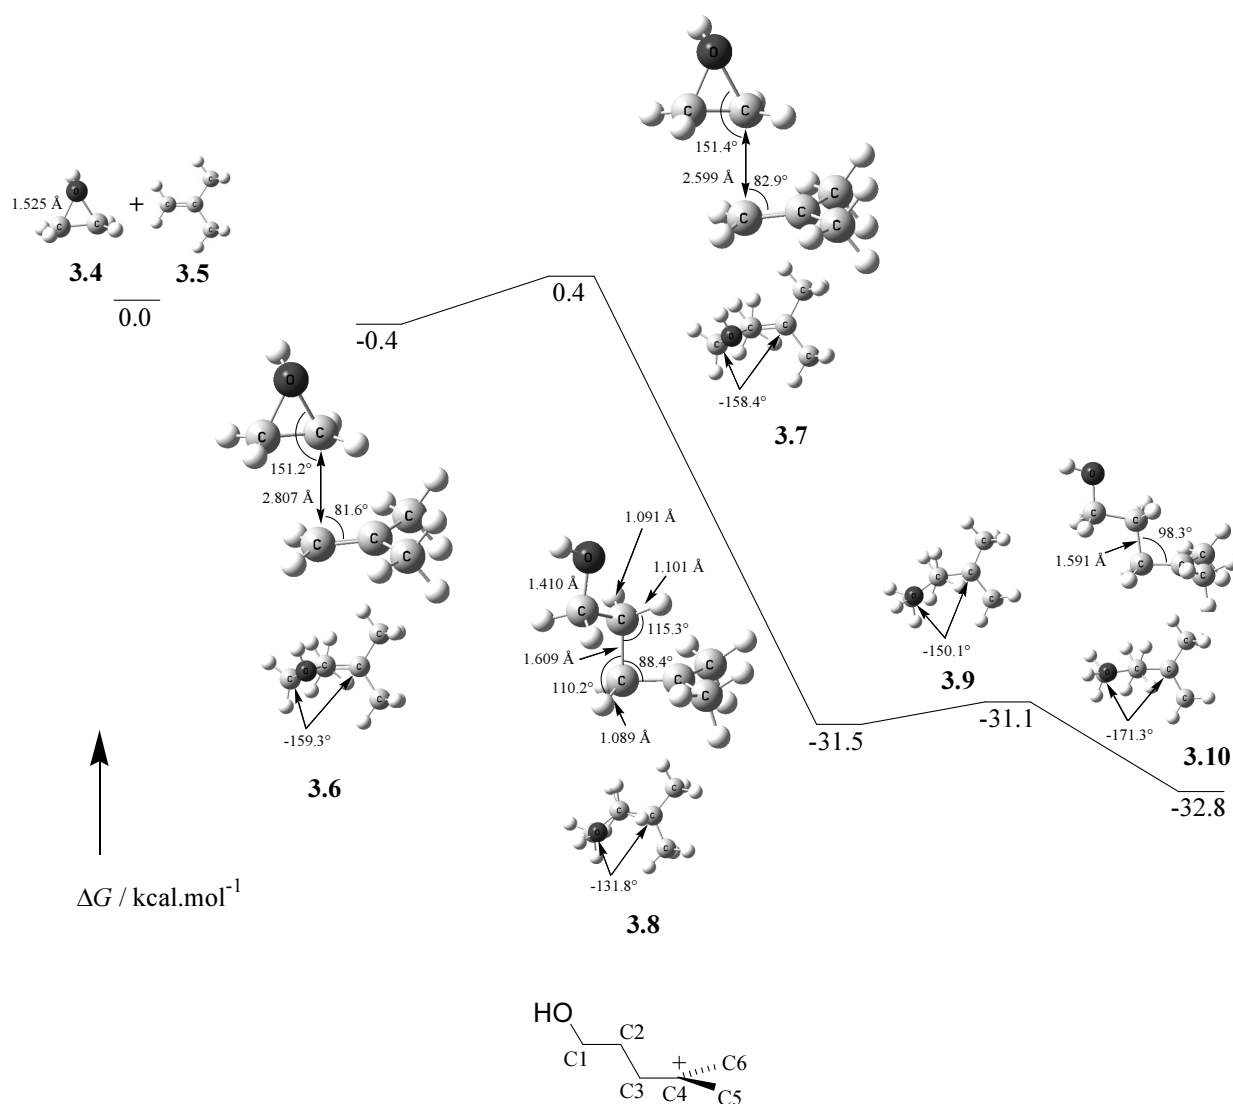 1.525 Å
O
C
C
+
C
C
C
C
3.4
3.5
0.0
-0.4
0.4
O
C
C
151.4°
2.599 Å
82.9°
C
C
C
C
C
C
O
C
C
C
C
-158.4°
3.7
O
C
C
151.2°
2.807 Å
81.6°
C
C
C
C
C
C
O
C
C
C
C
-159.3°
3.6
1.091 Å
1.101 Å
O
1.410 Å
C
C
115.3°
1.609 Å
88.4°
110.2°
C
C
C
C
1.089 Å
C
C
O
C
C
-131.8°
3.8
-31.5
C
C
C
O
C
-150.1°
3.9
-31.1
O
C
C
98.3°
1.591 Å
C
C
C
C
C
C
C
O
C
-171.3°
3.10
-32.8
ΔG / kcal.mol-1
HO
C2
C1
+
C6
C3
C4
C5